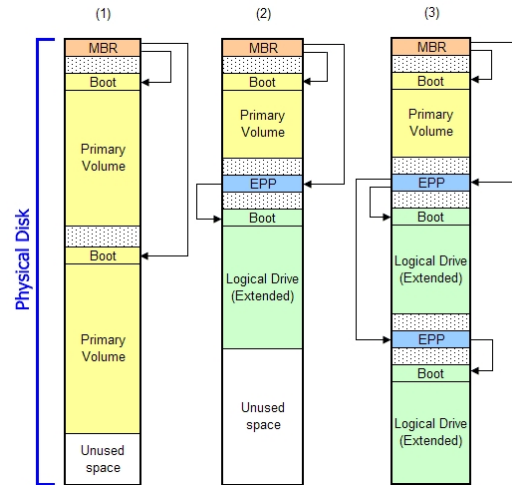 (1)
(2)
(3)
Physical Disk
MBR
Boot
Primary
Volume
Boot
Primary
Volume
Unused
space
MBR
Boot
Primary
Volume
EPP
Boot
Logical Drive
(Extended)
Unused
space
MBR
Boot
Primary
Volume
EPP
Boot
Logical Drive
(Extended)
EPP
Boot
Logical Drive
(Extended)